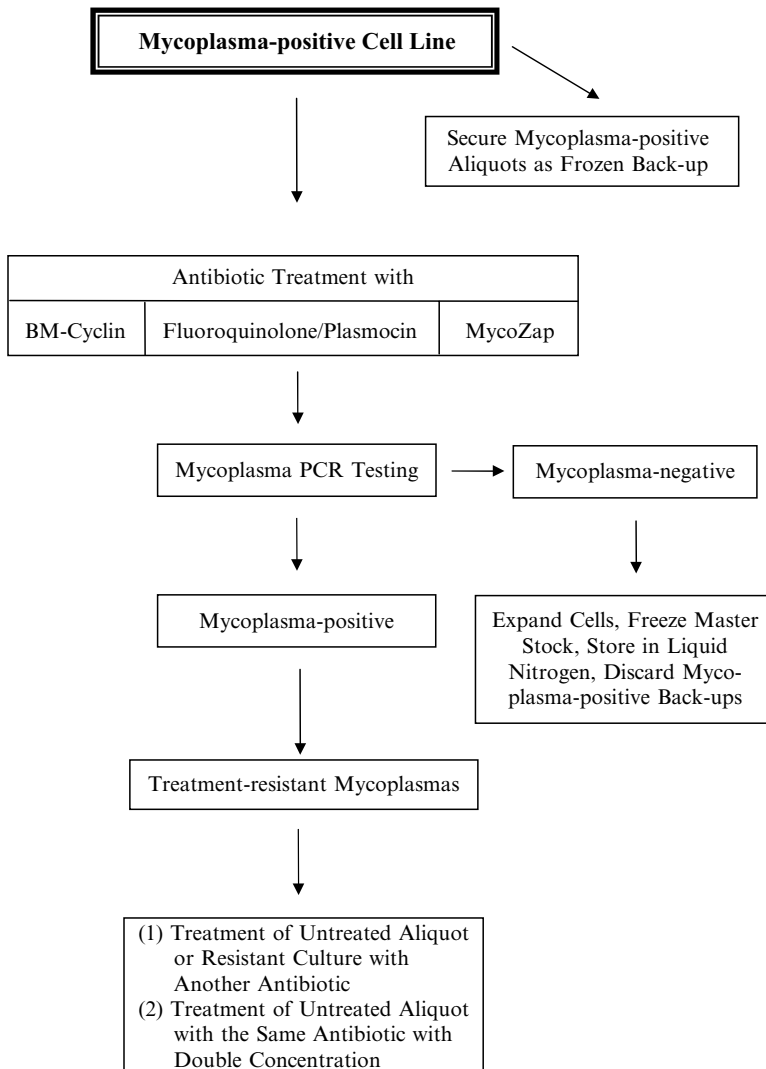 Mycoplasma-positive Cell Line
Secure Mycoplasma-positive
Aliquots as Frozen Back-up
Antibiotic Treatment with
BM-Cyclin
Fluoroquinolone/Plasmocin
MycoZap
Mycoplasma PCR Testing
Mycoplasma-negative
Mycoplasma-positive
Expand Cells, Freeze Master
Stock, Store in Liquid
Nitrogen, Discard Myco-
plasma-positive Back-ups
Treatment-resistant Mycoplasmas
(1) Treatment of Untreated Aliquot
or Resistant Culture with
Another Antibiotic
(2) Treatment of Untreated Aliquot
with the Same Antibiotic with
Double Concentration